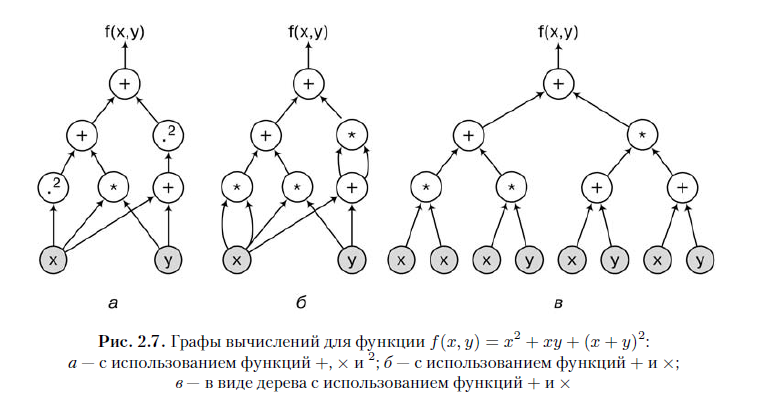 f(x,y) f(x,y) f(x,y)
+ + +
+ .² + * + *
.² * + * * + * * + +
x y x y x x x y x y x y
а б в
Рис. 2.7. Графы вычислений для функции f(x, y) = x² + xy + (x + y)²:
а — с использованием функций +, × и ²; б — с использованием функций + и ×;
в — в виде дерева с использованием функций + и ×